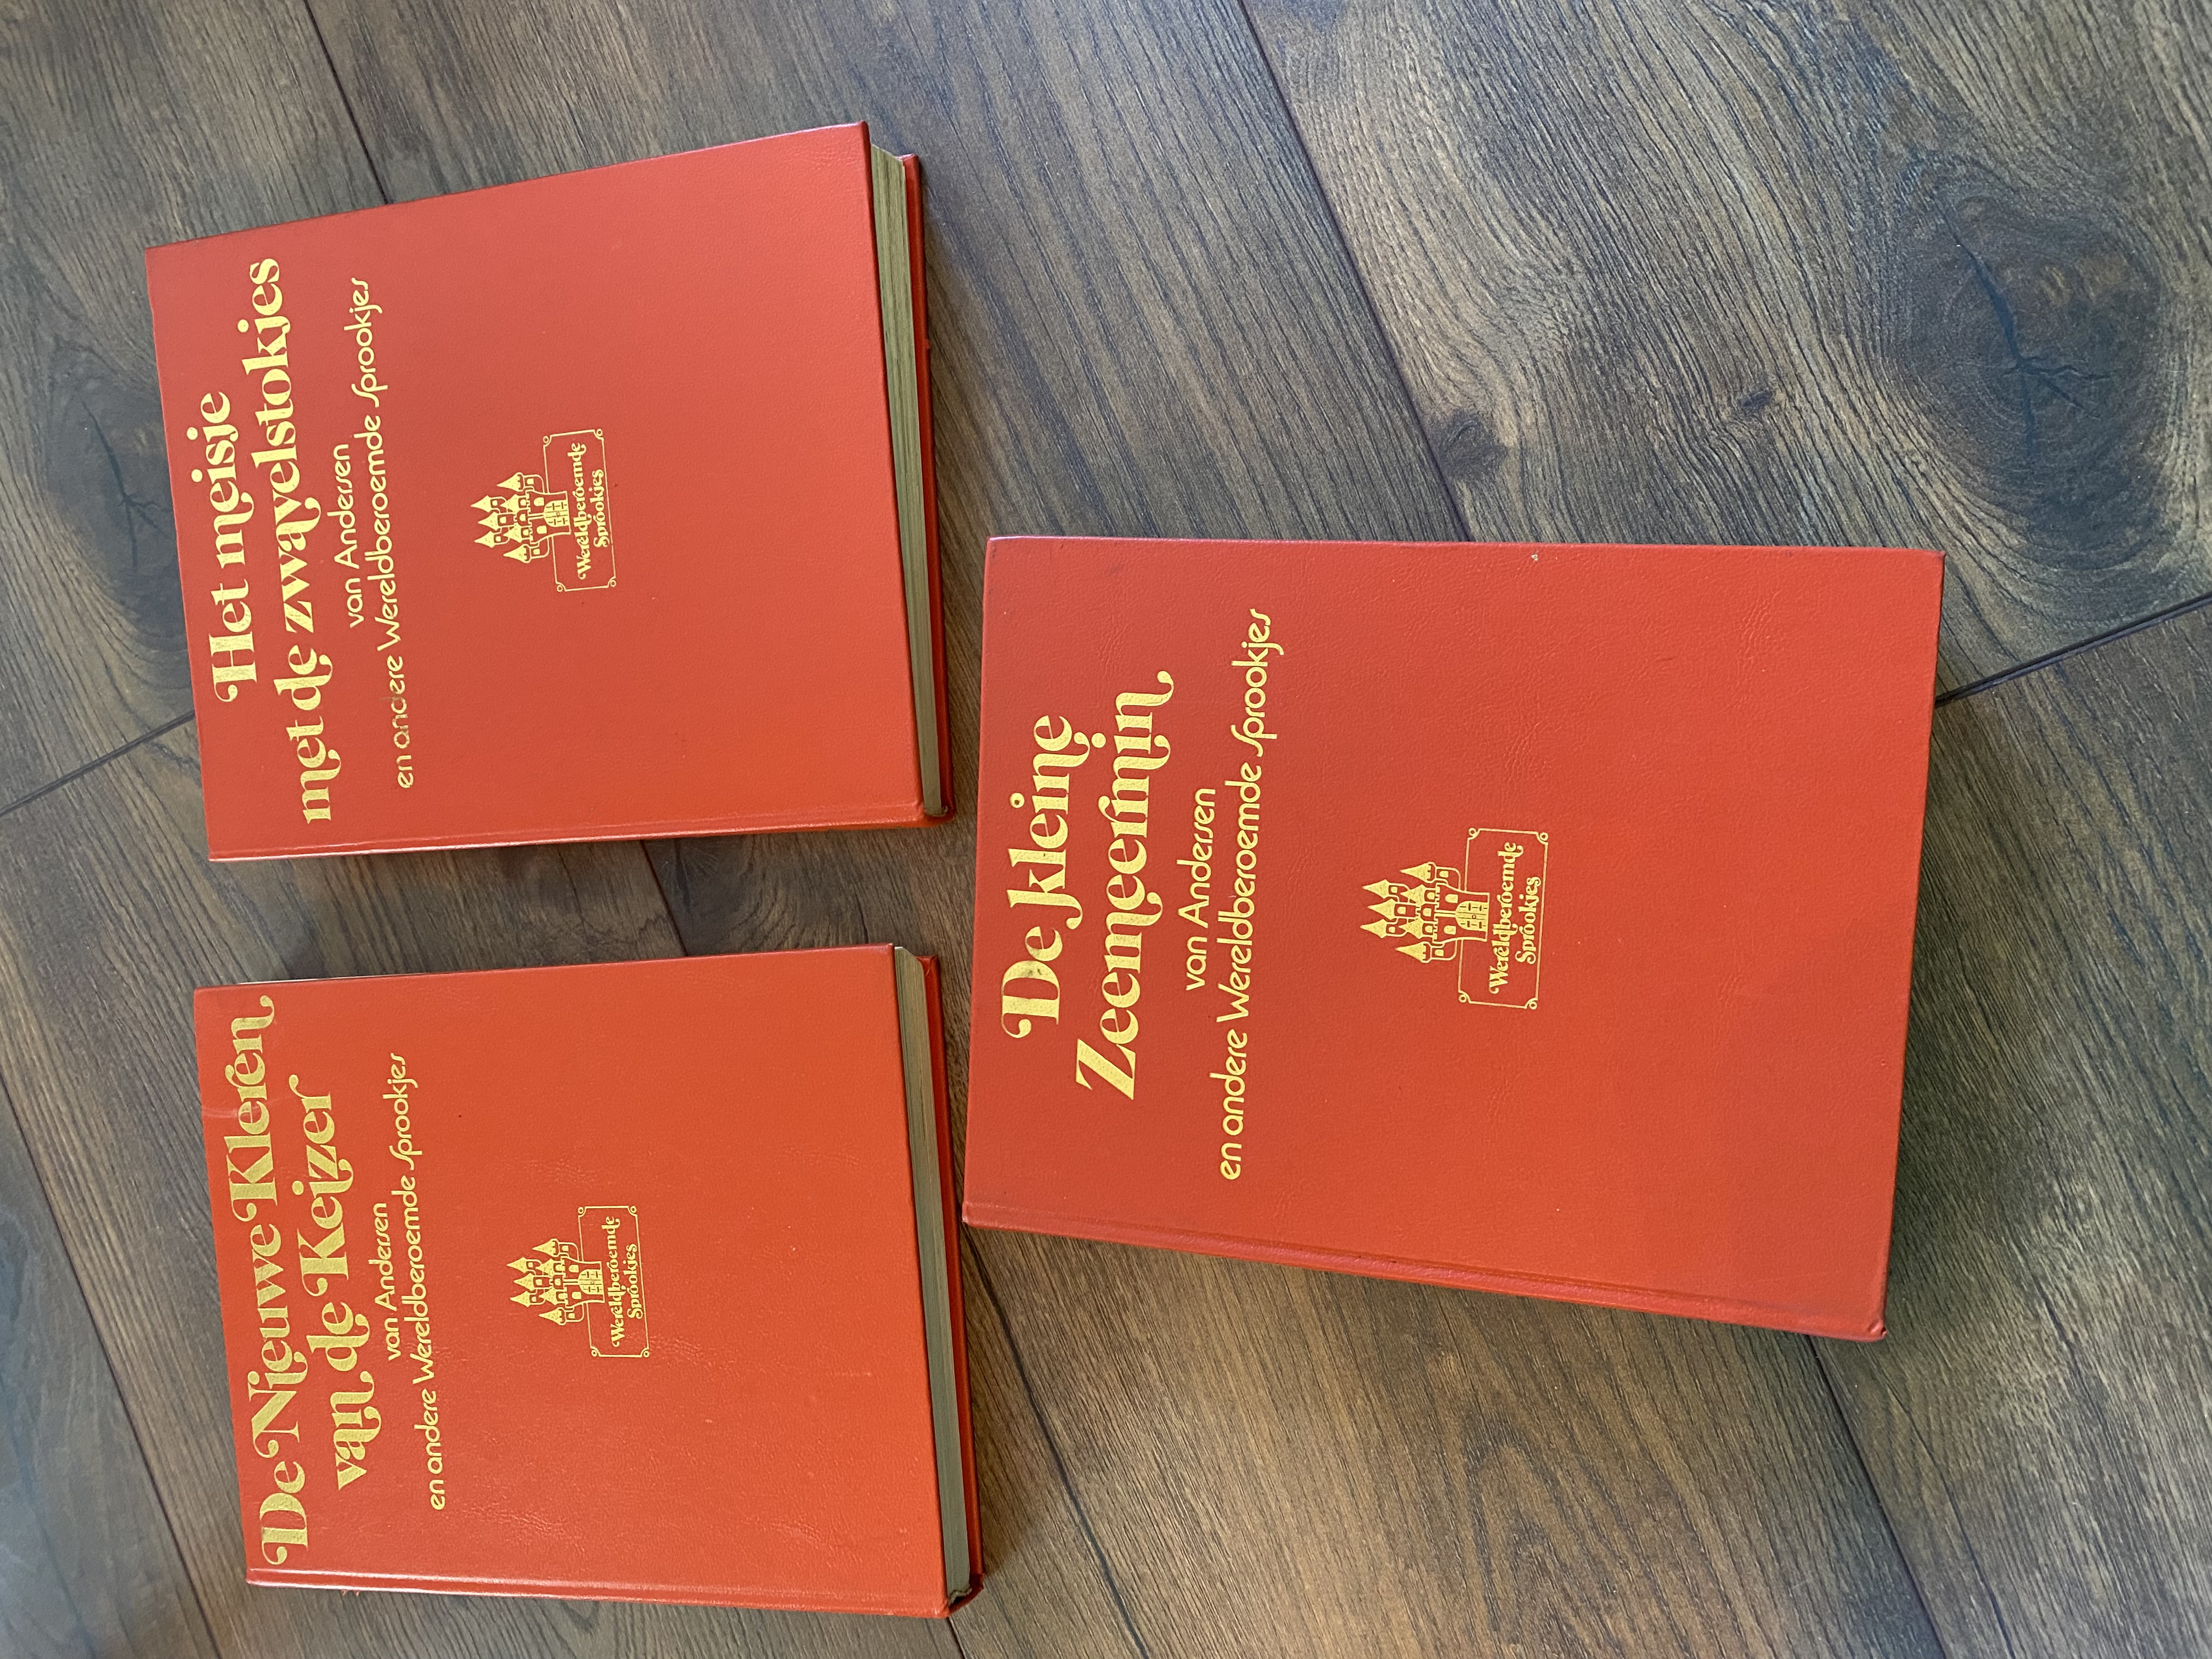 De Nieuwe Kleren
van de Keizer
van Andersen
en andere Wereldberoemde Sprookjes
Wereldberoemde
Sprookjes
Het meisje
met de zwavelstokjes
van Andersen
en andere Wereldberoemde Sprookjes
Wereldberoemde
Sprookjes
De kleine
Zeemeermin
van Andersen
en andere Wereldberoemde Sprookjes
Wereldberoemde
Sprookjes